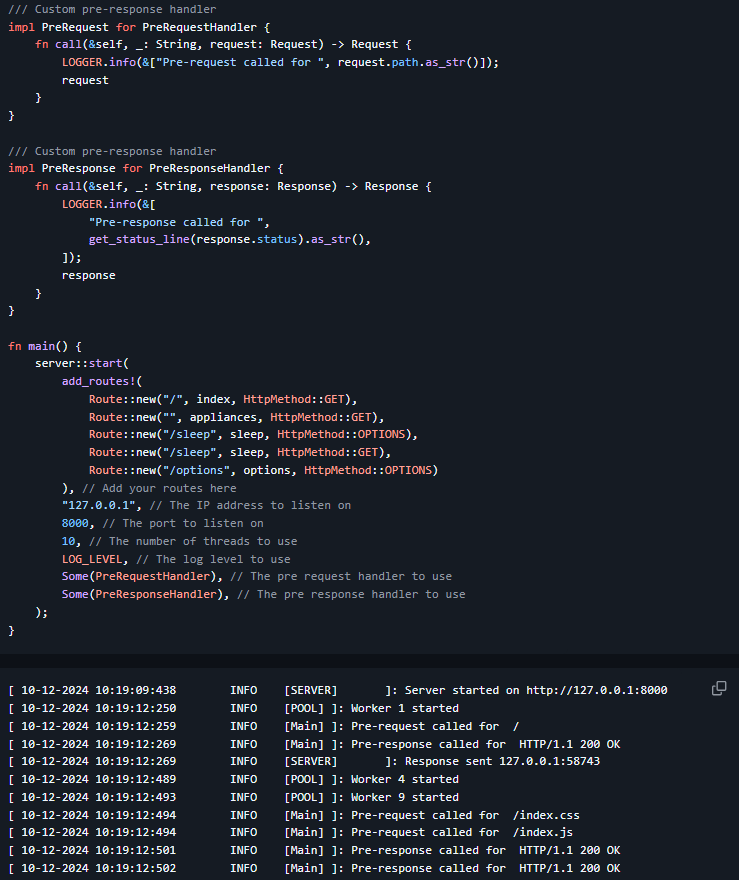 /// Custom pre-response handler
impl PreRequest for PreRequestHandler {
    fn call(&self, _: String, request: Request) -> Request {
        LOGGER.info(&["Pre-request called for ", request.path.as_str()]);
        request
    }
}

/// Custom pre-response handler
impl PreResponse for PreResponseHandler {
    fn call(&self, _: String, response: Response) -> Response {
        LOGGER.info(&[
            "Pre-response called for ",
            get_status_line(response.status).as_str(),
        ]);
        response
    }
}

fn main() {
    server::start(
        add_routes!(
            Route::new("/", index, HttpMethod::GET),
            Route::new("", appliances, HttpMethod::GET),
            Route::new("/sleep", sleep, HttpMethod::OPTIONS),
            Route::new("/sleep", sleep, HttpMethod::GET),
            Route::new("/options", options, HttpMethod::OPTIONS)
        ), // Add your routes here
        "127.0.0.1", // The IP address to listen on
        8000, // The port to listen on
        10, // The number of threads to use
        LOG_LEVEL, // The log level to use
        Some(PreRequestHandler), // The pre request handler to use
        Some(PreResponseHandler), // The pre response handler to use
    );
}

[ 10-12-2024 10:19:09:438        INFO    [SERVER]       ]: Server started on http://127.0.0.1:8000
[ 10-12-2024 10:19:12:250        INFO    [POOL] ]: Worker 1 started
[ 10-12-2024 10:19:12:259        INFO    [Main] ]: Pre-request called for  /
[ 10-12-2024 10:19:12:269        INFO    [Main] ]: Pre-response called for  HTTP/1.1 200 OK
[ 10-12-2024 10:19:12:269        INFO    [SERVER]       ]: Response sent 127.0.0.1:58743
[ 10-12-2024 10:19:12:489        INFO    [POOL] ]: Worker 4 started
[ 10-12-2024 10:19:12:493        INFO    [POOL] ]: Worker 9 started
[ 10-12-2024 10:19:12:494        INFO    [Main] ]: Pre-request called for  /index.css
[ 10-12-2024 10:19:12:494        INFO    [Main] ]: Pre-request called for  /index.js
[ 10-12-2024 10:19:12:501        INFO    [Main] ]: Pre-response called for  HTTP/1.1 200 OK
[ 10-12-2024 10:19:12:502        INFO    [Main] ]: Pre-response called for  HTTP/1.1 200 OK